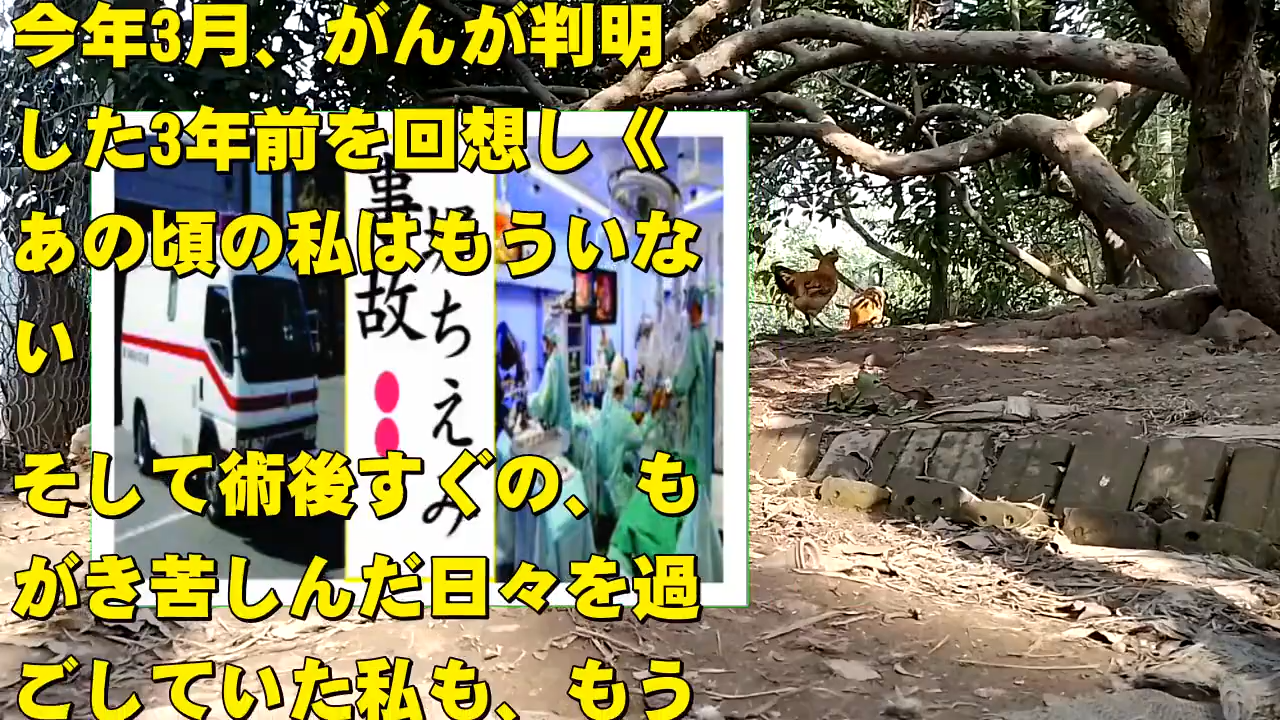 今年3月、がんが判明
した3年前を回想し《
あの頃の私はもういな
い
そして術後すぐの、も
がき苦しんだ日々を過
ごしていた私も、もう
堀ちえみ
事故